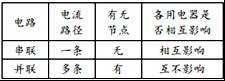 电路 电流路径 有无节点 各用电器是否相互影响
串联 一条 无 相互影响
并联 多条 有 互不影响